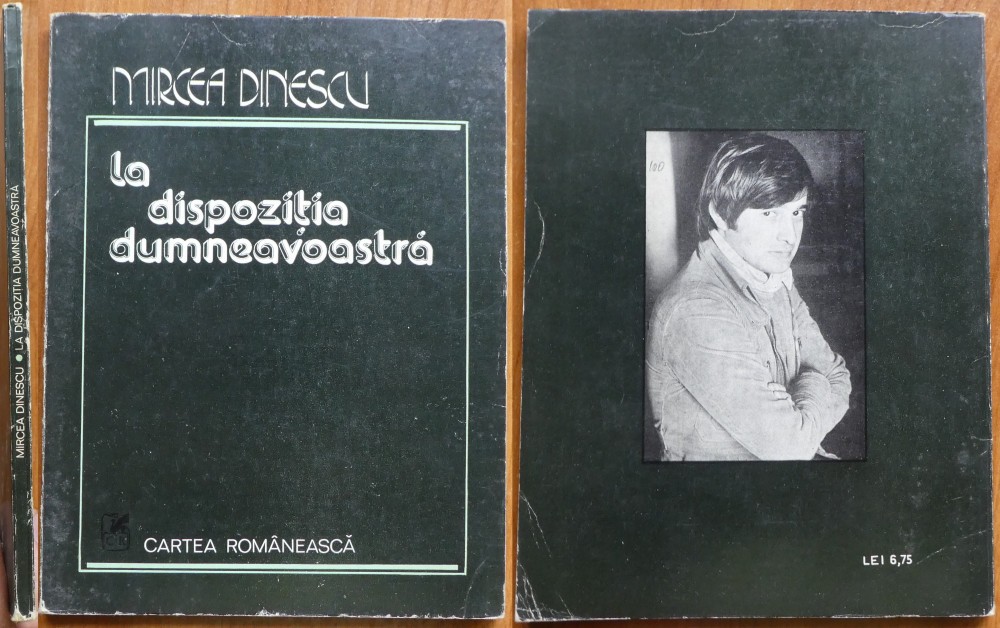 MIRCEA DINESCU • LA DISPOZIȚIA DUMNEAVOASTRĂ
MIRCEA DINESCU
la
dispoziția
dumneavoastră
CARTEA ROMÂNEASCĂ
100
LEI 6,75